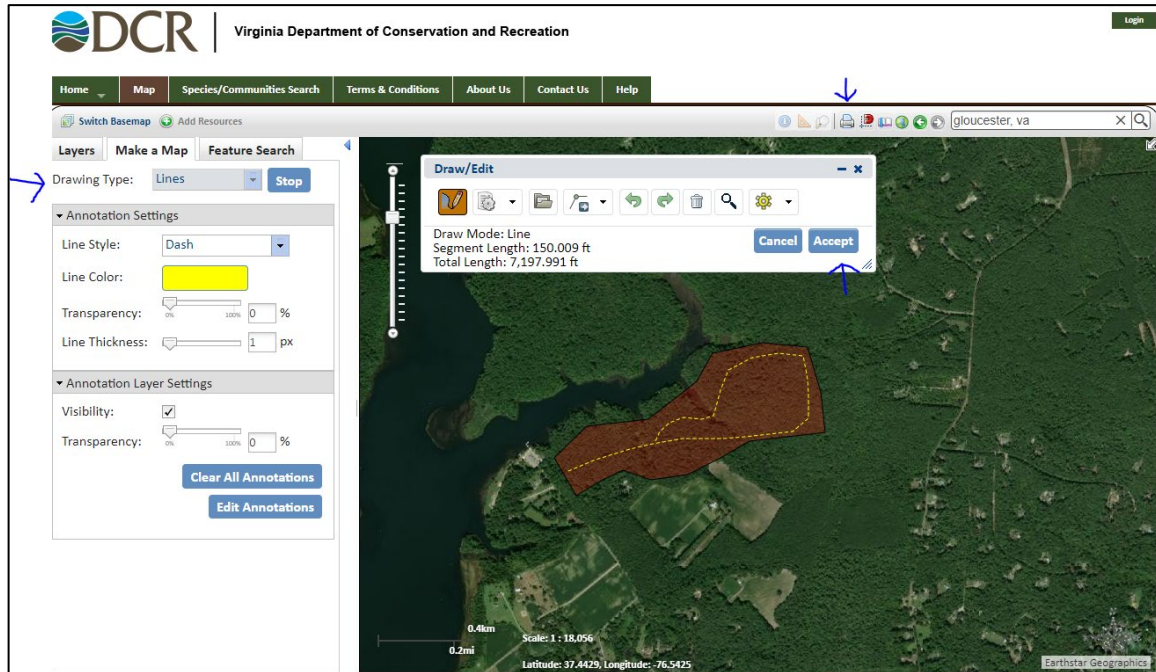 DCR
Virginia Department of Conservation and Recreation
Login
Home Map Species/Communities Search Terms & Conditions About Us Contact Us Help
Switch Basemap Add Resources
gloucester, va
Layers Make a Map Feature Search
Drawing Type: Lines Stop
Annotation Settings
Line Style: Dash
Line Color:
Transparency: 0% 100% 0 %
Line Thickness: 1 px
Annotation Layer Settings
Visibility:
Transparency: 0% 100% 0 %
Clear All Annotations
Edit Annotations
Draw/Edit
Draw Mode: Line
Segment Length: 150.009 ft
Total Length: 7,197.991 ft
Cancel Accept
0.4km
0.2mi
Scale: 1 : 18,056
Latitude: 37.4429, Longitude: -76.5425
Earthstar Geographics